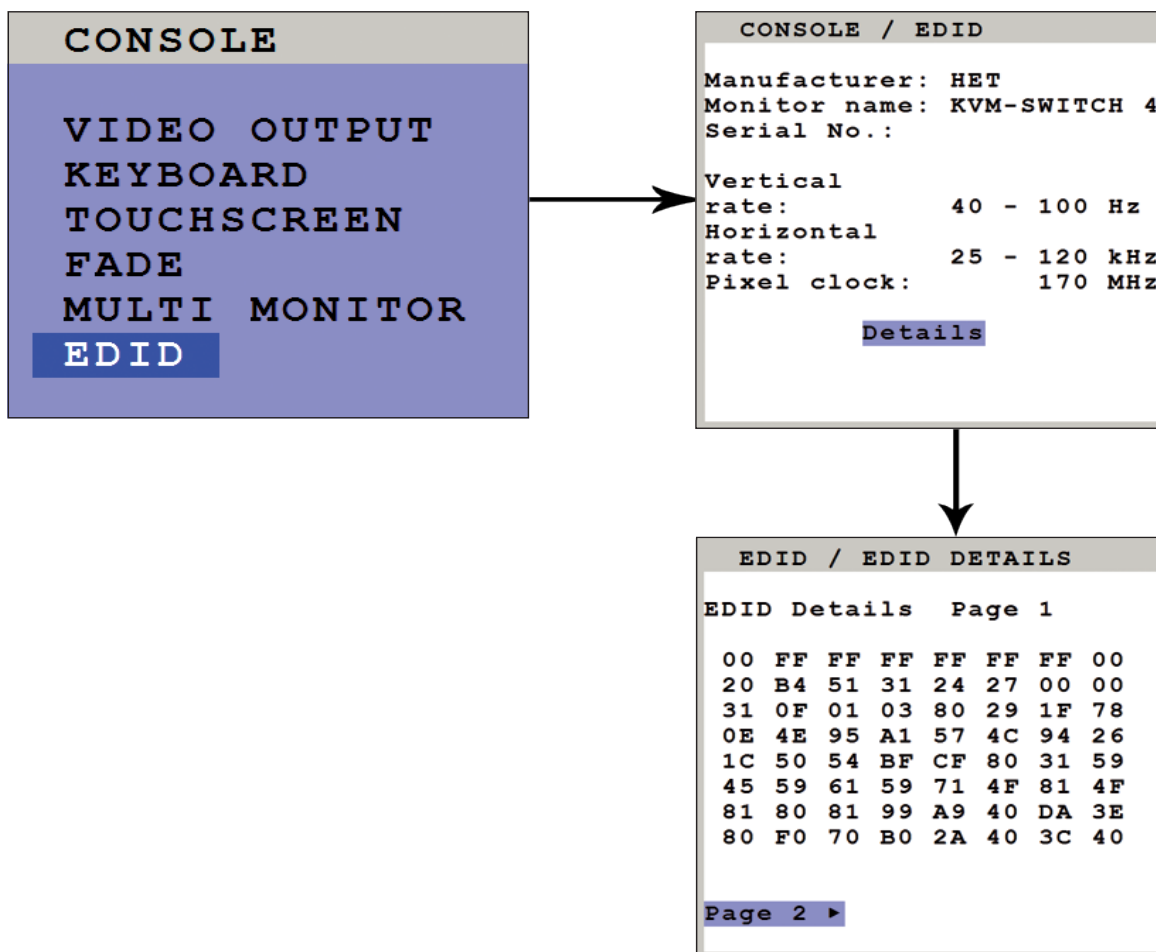 CONSOLE
VIDEO OUTPUT
KEYBOARD
TOUCHSCREEN
FADE
MULTI MONITOR
EDID
CONSOLE / EDID
Manufacturer: HET
Monitor name: KVM-SWITCH 4
Serial No.:
Vertical
rate: 40 - 100 Hz
Horizontal
rate: 25 - 120 kHz
Pixel clock: 170 MHz
Details
EDID / EDID DETAILS
EDID Details Page 1
00 FF FF FF FF FF FF 00
20 B4 51 31 24 27 00 00
31 0F 01 03 80 29 1F 78
0E 4E 95 A1 57 4C 94 26
1C 50 54 BF CF 80 31 59
45 59 61 59 71 4F 81 4F
81 80 81 99 A9 40 DA 3E
80 F0 70 B0 2A 40 3C 40
Page 2 ►